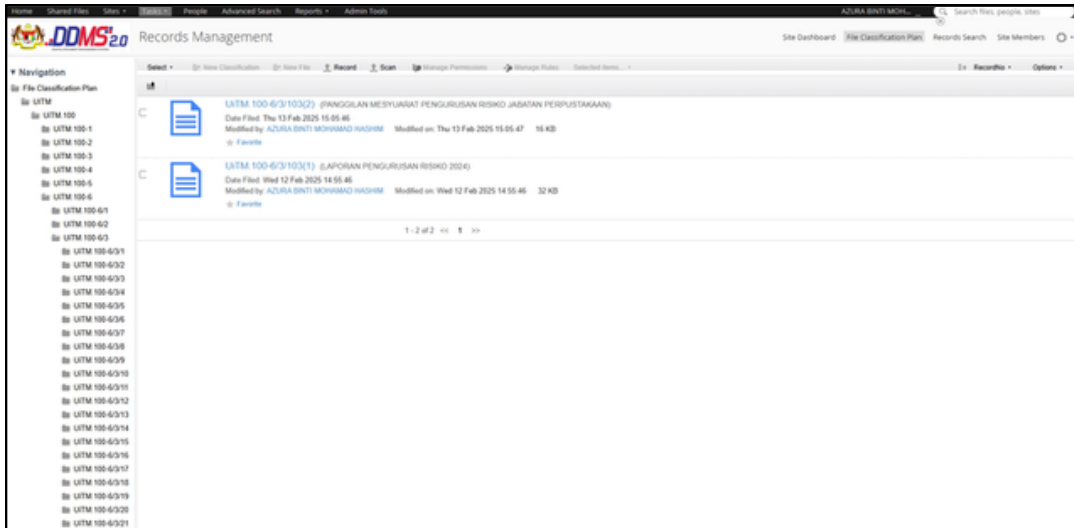 Home Shared Files Sites Tasks People Advanced Search Reports Admin Tools AZURA BINTI MOH... Search files, people, sites
DDMS 2.0 Records Management Site Dashboard File Classification Plan Records Search Site Members
Navigation
Select New Classification New File Record Scan Manage Permissions Manage Rules Selected Items... RecordNo Options
File Classification Plan
UiTM
UiTM.100
UiTM.100-1
UiTM.100-2
UiTM.100-3
UiTM.100-4
UiTM.100-5
UiTM.100-6
UiTM.100-6/1
UiTM.100-6/2
UiTM.100-6/3
UiTM.100-6/3/1
UiTM.100-6/3/2
UiTM.100-6/3/3
UiTM.100-6/3/4
UiTM.100-6/3/5
UiTM.100-6/3/6
UiTM.100-6/3/7
UiTM.100-6/3/8
UiTM.100-6/3/9
UiTM.100-6/3/10
UiTM.100-6/3/11
UiTM.100-6/3/12
UiTM.100-6/3/13
UiTM.100-6/3/14
UiTM.100-6/3/15
UiTM.100-6/3/16
UiTM.100-6/3/17
UiTM.100-6/3/18
UiTM.100-6/3/19
UiTM.100-6/3/20
UiTM.100-6/3/21
UiTM.100-6/3/103(2) (PANGGILAN MESYUARAT PENGURUSAN RISIKO JABATAN PERPUSTAKAAN)
Date Filed: Thu 13 Feb 2025 15:05:46
Modified by: AZURA BINTI MOHAMAD HASHIM Modified on: Thu 13 Feb 2025 15:05:47 16 KB
Favorite
UiTM.100-6/3/103(1) (LAPORAN PENGURUSAN RISIKO 2024)
Date Filed: Wed 12 Feb 2025 14:55:46
Modified by: AZURA BINTI MOHAMAD HASHIM Modified on: Wed 12 Feb 2025 14:55:46 32 KB
Favorite
1 - 2 of 2 << 1 >>